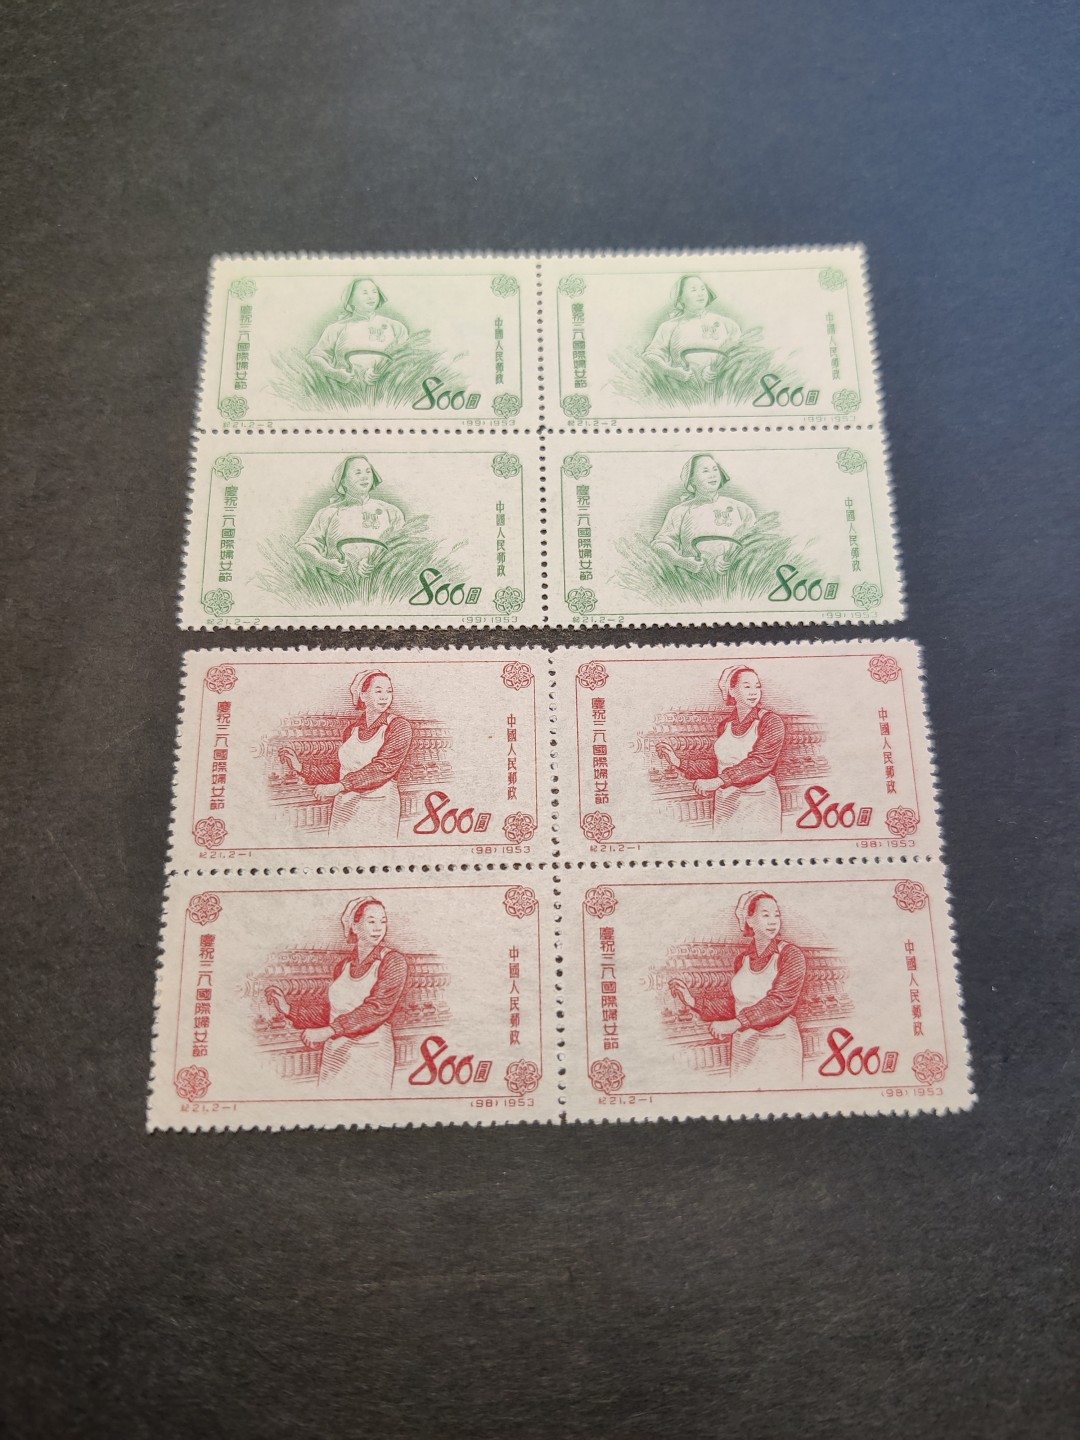 慶祝三八國際婦女節
中國人民郵政
800圓
紀21.2-2
(99)1953
慶祝三八國際婦女節
中國人民郵政
800圓
紀21.2-2
(99)1953
慶祝三八國際婦女節
中國人民郵政
800圓
紀21.2-2
(99)1953
慶祝三八國際婦女節
中國人民郵政
800圓
紀21.2-2
(99)1953
慶祝三八國際婦女節
中國人民郵政
800圓
紀21.2-1
(98)1953
慶祝三八國際婦女節
中國人民郵政
800圓
紀21.2-1
(98)1953
慶祝三八國際婦女節
中國人民郵政
800圓
紀21.2-1
(98)1953
慶祝三八國際婦女節
中國人民郵政
800圓
紀21.2-1
(98)1953